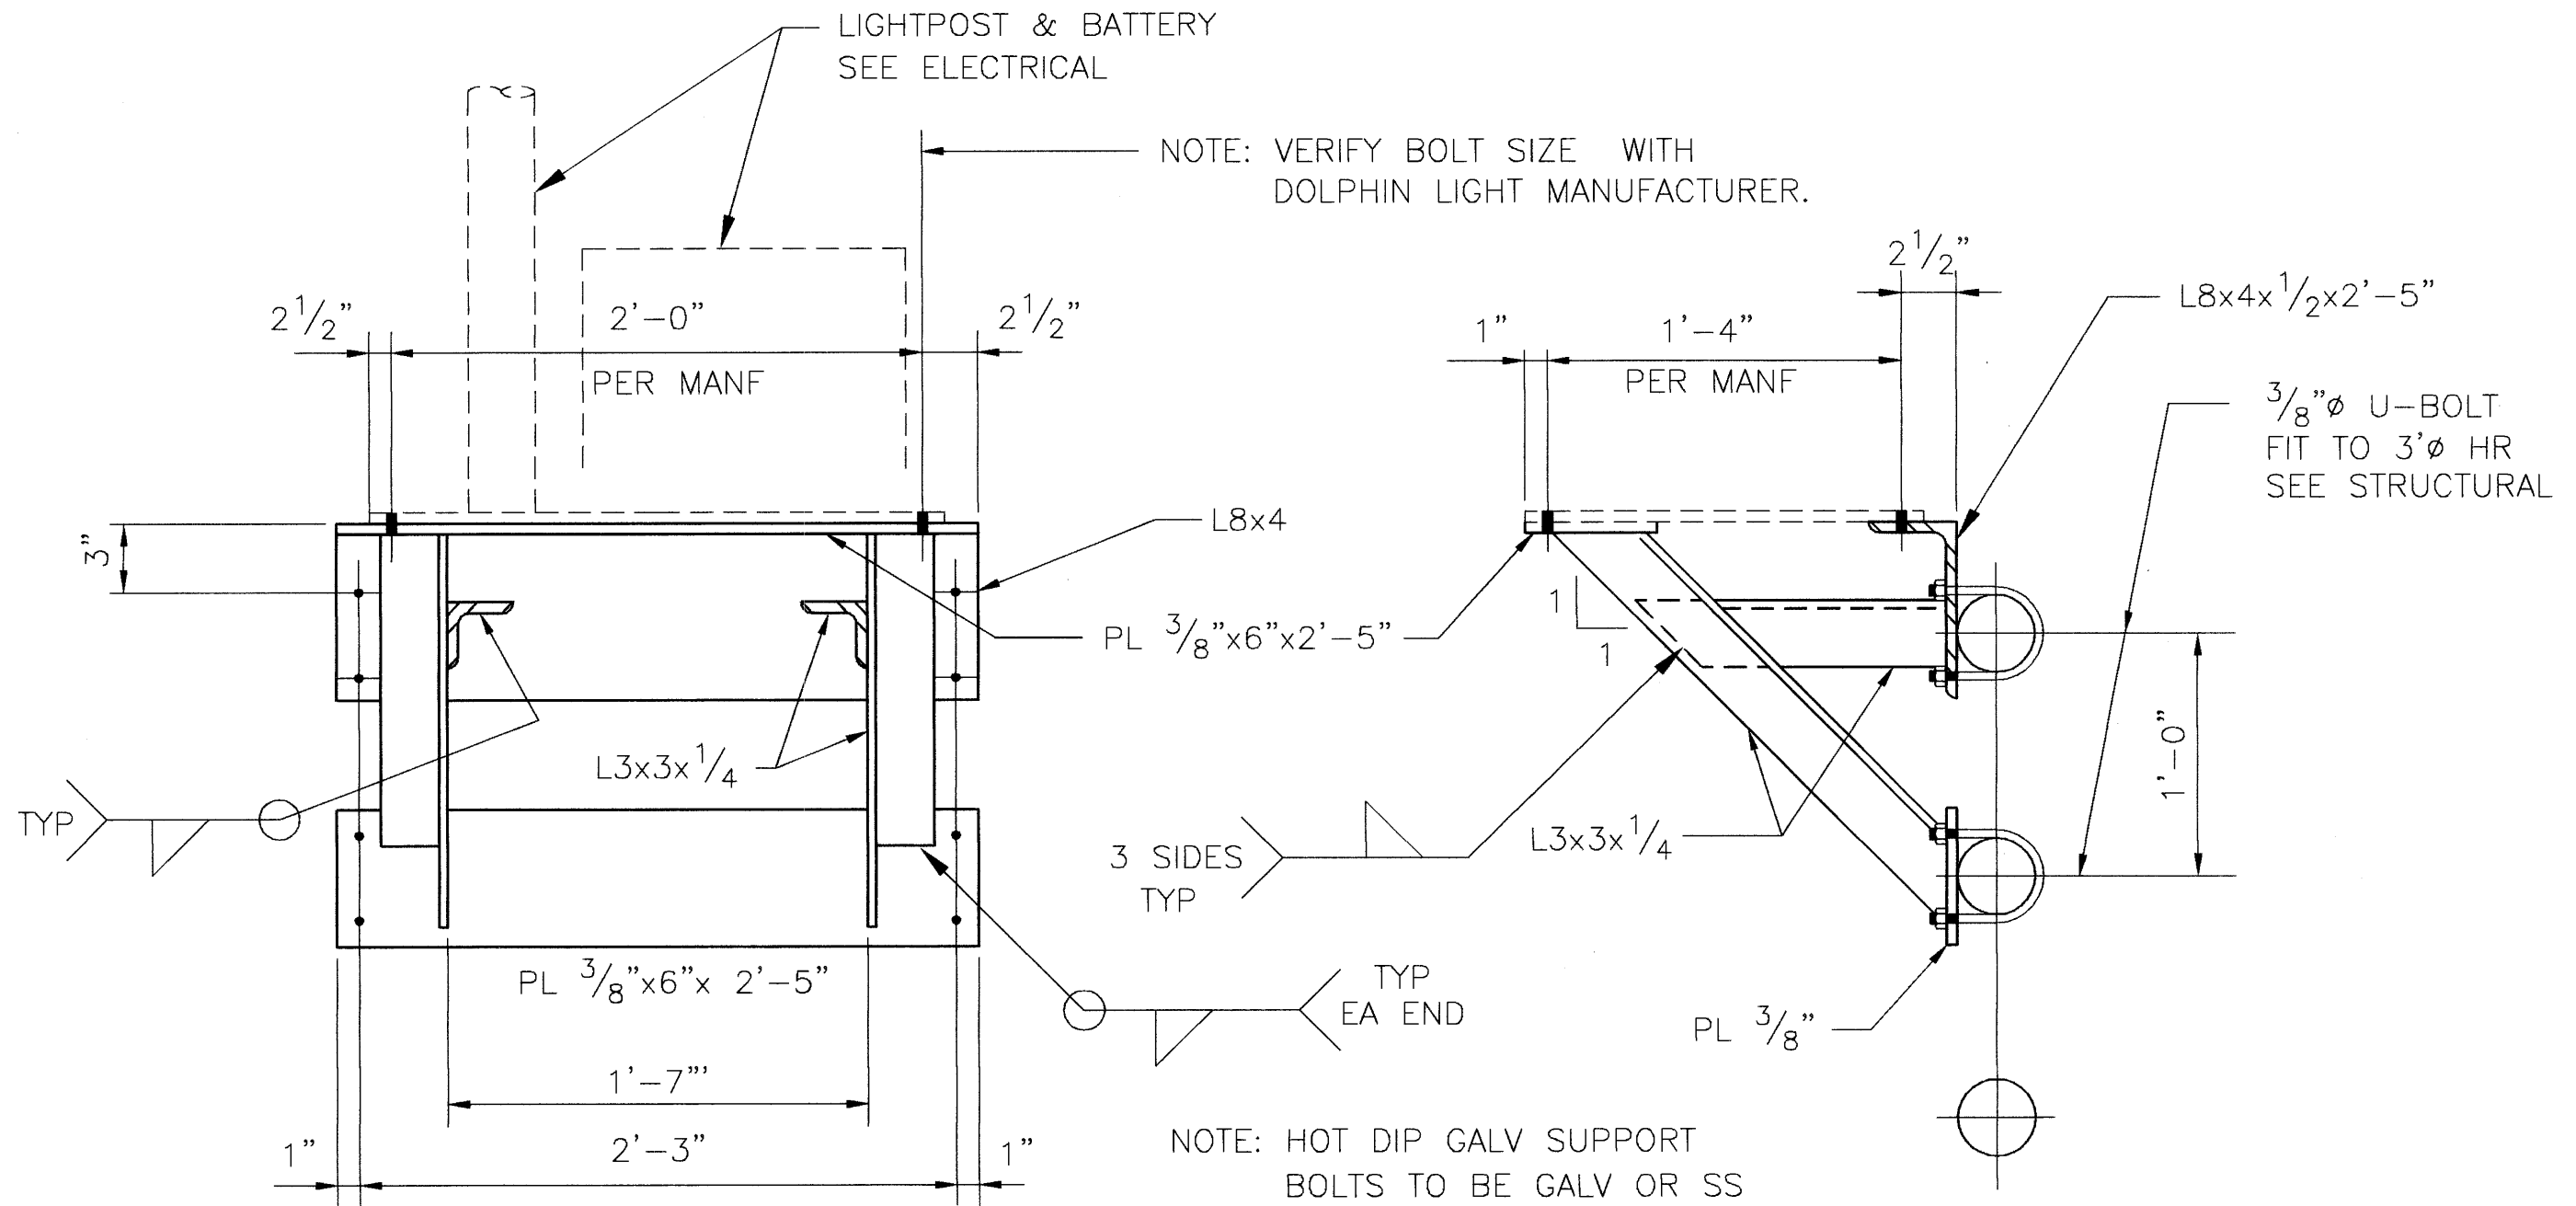 LIGHTPOST & BATTERY
SEE ELECTRICAL
NOTE: VERIFY BOLT SIZE WITH
DOLPHIN LIGHT MANUFACTURER.
2 1/2"
2'-0"
2 1/2"
PER MANF
3"
L8x4
PL 3/8"x6"x2'-5"
L3x3x1/4
TYP
PL 3/8"x6"x 2'-5"
TYP
EA END
1'-7"'
1"
2'-3"
1"
2 1/2"
1"
1'-4"
PER MANF
L8x4x1/2x2'-5"
3/8"ø U-BOLT
FIT TO 3'ø HR
SEE STRUCTURAL
1
1
1'-0"
3 SIDES
TYP
L3x3x1/4
PL 3/8"
NOTE: HOT DIP GALV SUPPORT
BOLTS TO BE GALV OR SS